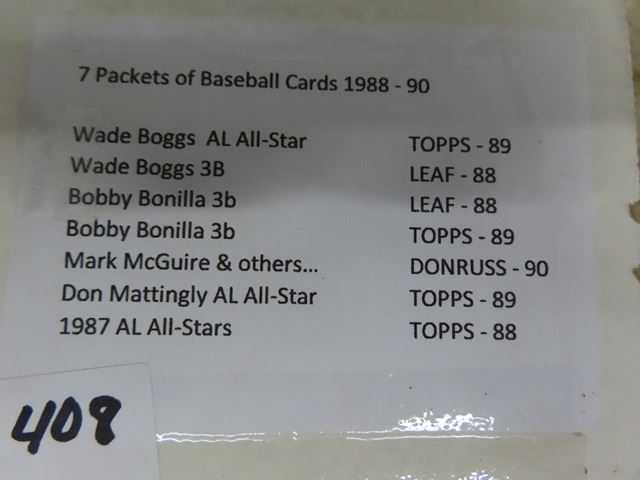 7 Packets of Baseball Cards 1988 - 90
Wade Boggs AL All-Star TOPPS - 89
Wade Boggs 3B LEAF - 88
Bobby Bonilla 3b LEAF - 88
Bobby Bonilla 3b TOPPS - 89
Mark McGuire & others... DONRUSS - 90
Don Mattingly AL All-Star TOPPS - 89
1987 AL All-Stars TOPPS - 88
408